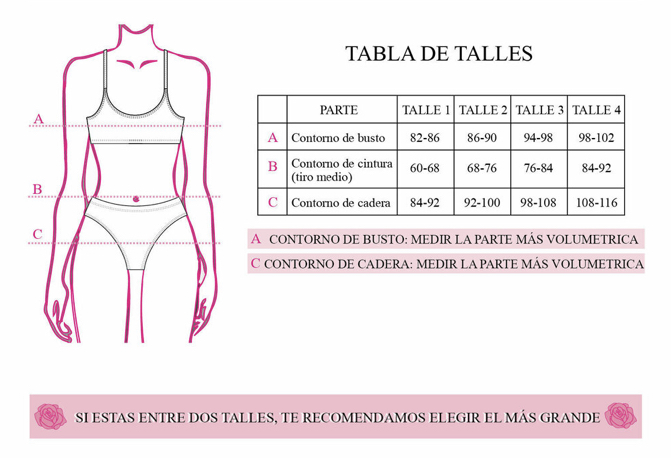 TABLA DE TALLES
PARTE TALLE 1 TALLE 2 TALLE 3 TALLE 4
A Contorno de busto 82-86 86-90 94-98 98-102
B Contorno de cintura (tiro medio) 60-68 68-76 76-84 84-92
C Contorno de cadera 84-92 92-100 98-108 108-116
A CONTORNO DE BUSTO: MEDIR LA PARTE MÁS VOLUMETRICA
C CONTORNO DE CADERA: MEDIR LA PARTE MÁS VOLUMETRICA
A
B
C
SI ESTAS ENTRE DOS TALLES, TE RECOMENDAMOS ELEGIR EL MÁS GRANDE